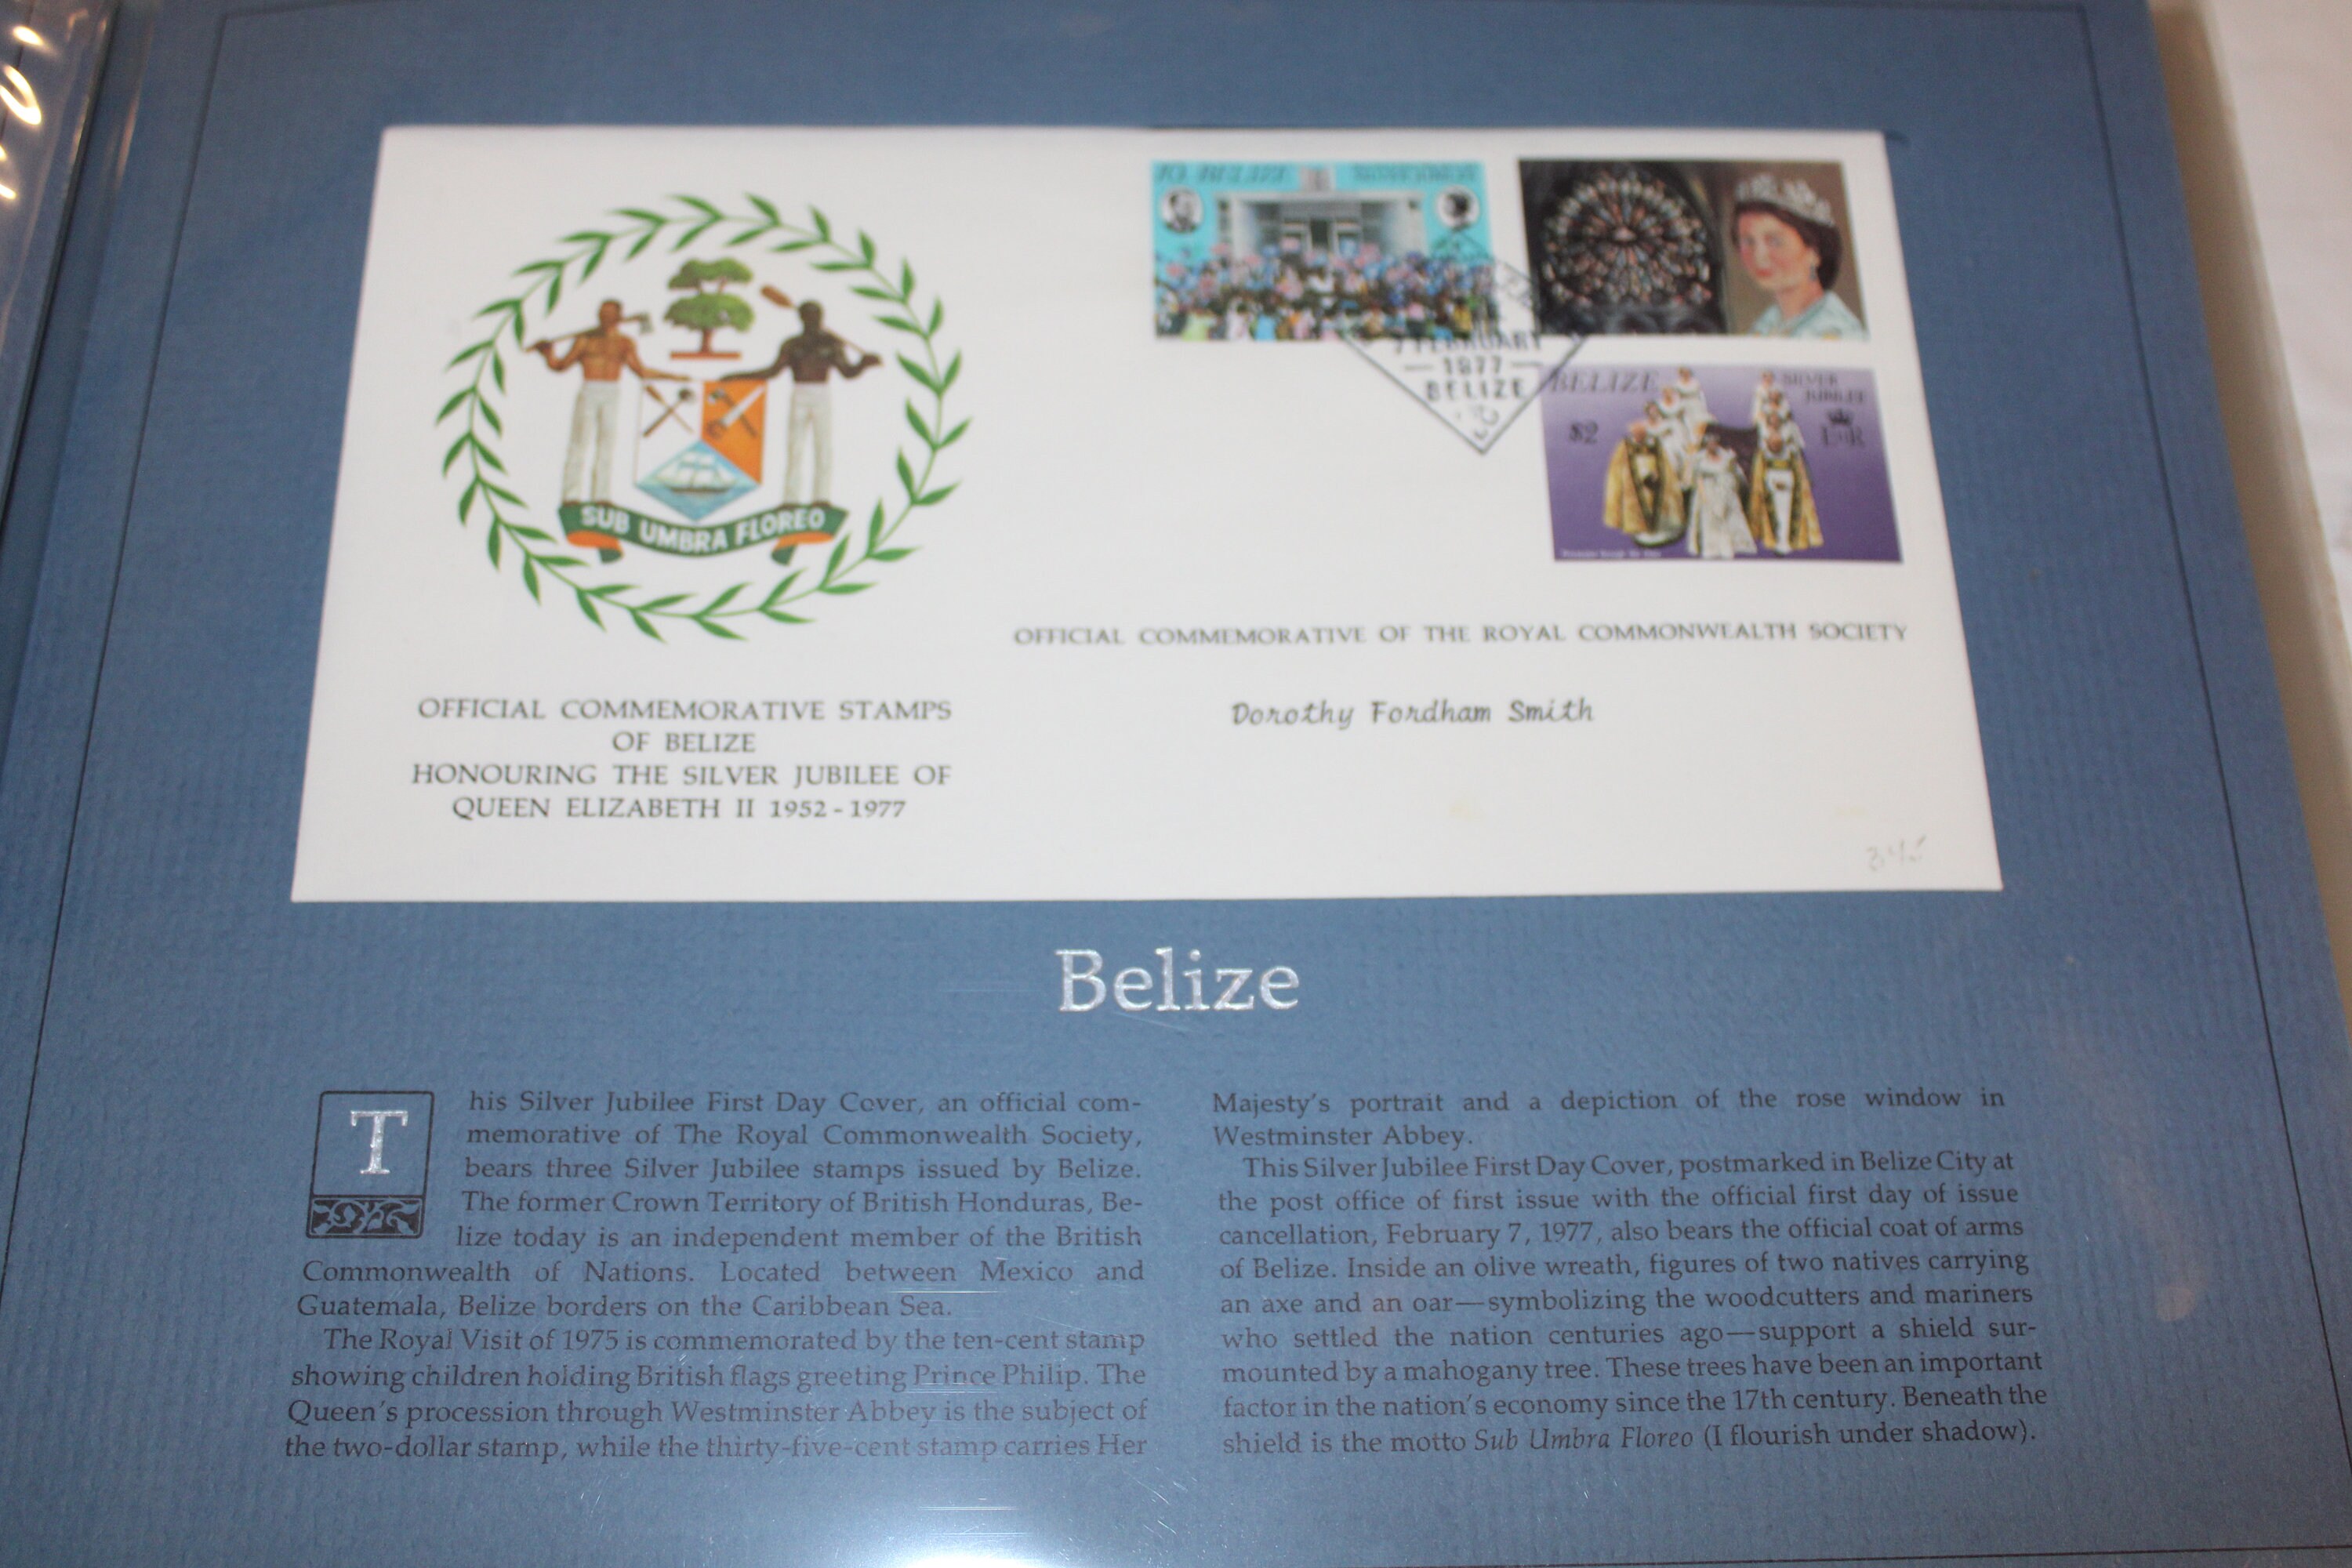 10c BELIZE
7 FEBRUARY
1977
BELIZE
BELIZE
SILVER
JUBILEE
$2
EIIR
SUB UMBRA FLOREO
OFFICIAL COMMEMORATIVE OF THE ROYAL COMMONWEALTH SOCIETY
OFFICIAL COMMEMORATIVE STAMPS
OF BELIZE
HONOURING THE SILVER JUBILEE OF
QUEEN ELIZABETH II 1952-1977
Dorothy Fordham Smith
Belize
This Silver Jubilee First Day Cover, an official com-
memorative of The Royal Commonwealth Society,
bears three Silver Jubilee stamps issued by Belize.
The former Crown Territory of British Honduras, Be-
lize today is an independent member of the British
Commonwealth of Nations. Located between Mexico and
Guatemala, Belize borders on the Caribbean Sea.
The Royal Visit of 1975 is commemorated by the ten-cent stamp
showing children holding British flags greeting Prince Philip. The
Queen's procession through Westminster Abbey is the subject of
the two-dollar stamp, while the thirty-five-cent stamp carries Her
Majesty's portrait and a depiction of the rose window in
Westminster Abbey.
This Silver Jubilee First Day Cover, postmarked in Belize City at
the post office of first issue with the official first day of issue
cancellation, February 7, 1977, also bears the official coat of arms
of Belize. Inside an olive wreath, figures of two natives carrying
an axe and an oar—symbolizing the woodcutters and mariners
who settled the nation centuries ago—support a shield sur-
mounted by a mahogany tree. These trees have been an important
factor in the nation's economy since the 17th century. Beneath the
shield is the motto Sub Umbra Floreo (I flourish under shadow).